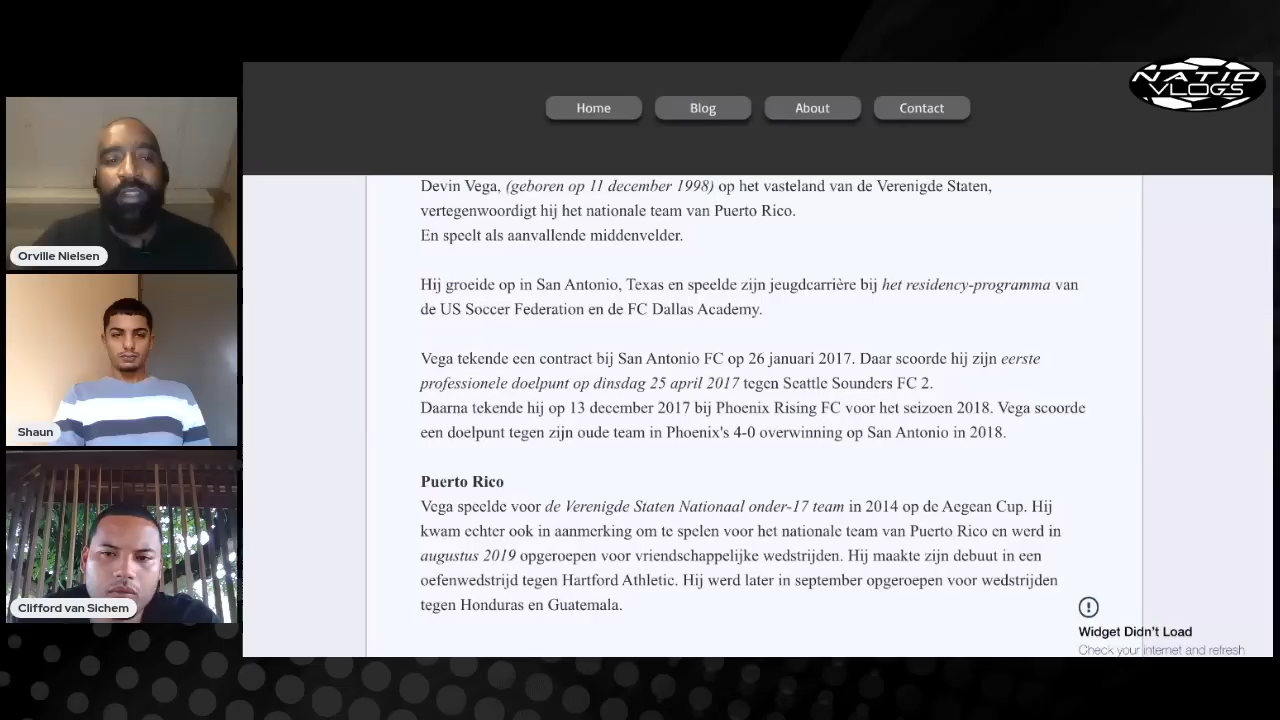 NATIO
VLOGS
Home
Blog
About
Contact
Orville Nielsen
Shaun
Clifford van Sichem
Devin Vega, (geboren op 11 december 1998) op het vasteland van de Verenigde Staten,
vertegenwoordigt hij het nationale team van Puerto Rico.
En speelt als aanvallende middenvelder.
Hij groeide op in San Antonio, Texas en speelde zijn jeugdcarrière bij het residency-programma van
de US Soccer Federation en de FC Dallas Academy.
Vega tekende een contract bij San Antonio FC op 26 januari 2017. Daar scoorde hij zijn eerste
professionele doelpunt op dinsdag 25 april 2017 tegen Seattle Sounders FC 2.
Daarna tekende hij op 13 december 2017 bij Phoenix Rising FC voor het seizoen 2018. Vega scoorde
een doelpunt tegen zijn oude team in Phoenix's 4-0 overwinning op San Antonio in 2018.
Puerto Rico
Vega speelde voor de Verenigde Staten Nationaal onder-17 team in 2014 op de Aegean Cup. Hij
kwam echter ook in aanmerking om te spelen voor het nationale team van Puerto Rico en werd in
augustus 2019 opgeroepen voor vriendschappelijke wedstrijden. Hij maakte zijn debuut in een
oefenwedstrijd tegen Hartford Athletic. Hij werd later in september opgeroepen voor wedstrijden
tegen Honduras en Guatemala.
Widget Didn't Load
Check your internet and refresh